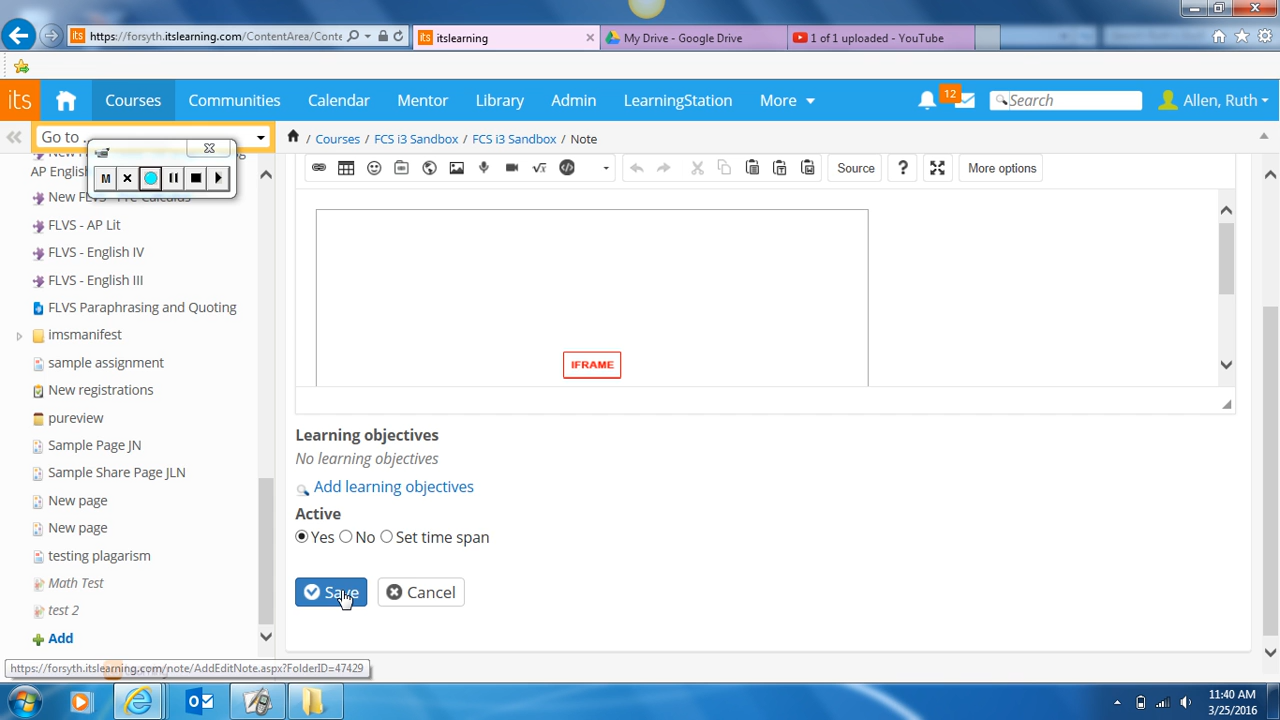 https://forsyth.itslearning.com/ContentArea/Conte
itslearning
My Drive - Google Drive
1 of 1 uploaded - YouTube
its
Courses
Communities
Calendar
Mentor
Library
Admin
LearningStation
More
12
Search
Allen, Ruth
Go to ...
/ Courses / FCS i3 Sandbox / FCS i3 Sandbox / Note
M
AP English
FLVS - AP Lit
FLVS - English IV
FLVS - English III
FLVS Paraphrasing and Quoting
imsmanifest
sample assignment
New registrations
pureview
Sample Page JN
Sample Share Page JLN
New page
New page
testing plagarism
Math Test
test 2
Add
Source
?
More options
IFRAME
Learning objectives
No learning objectives
Add learning objectives
Active
Yes No Set time span
Save Cancel
https://forsyth.itslearning.com/note/AddEditNote.aspx?FolderID=47429
11:40 AM
3/25/2016